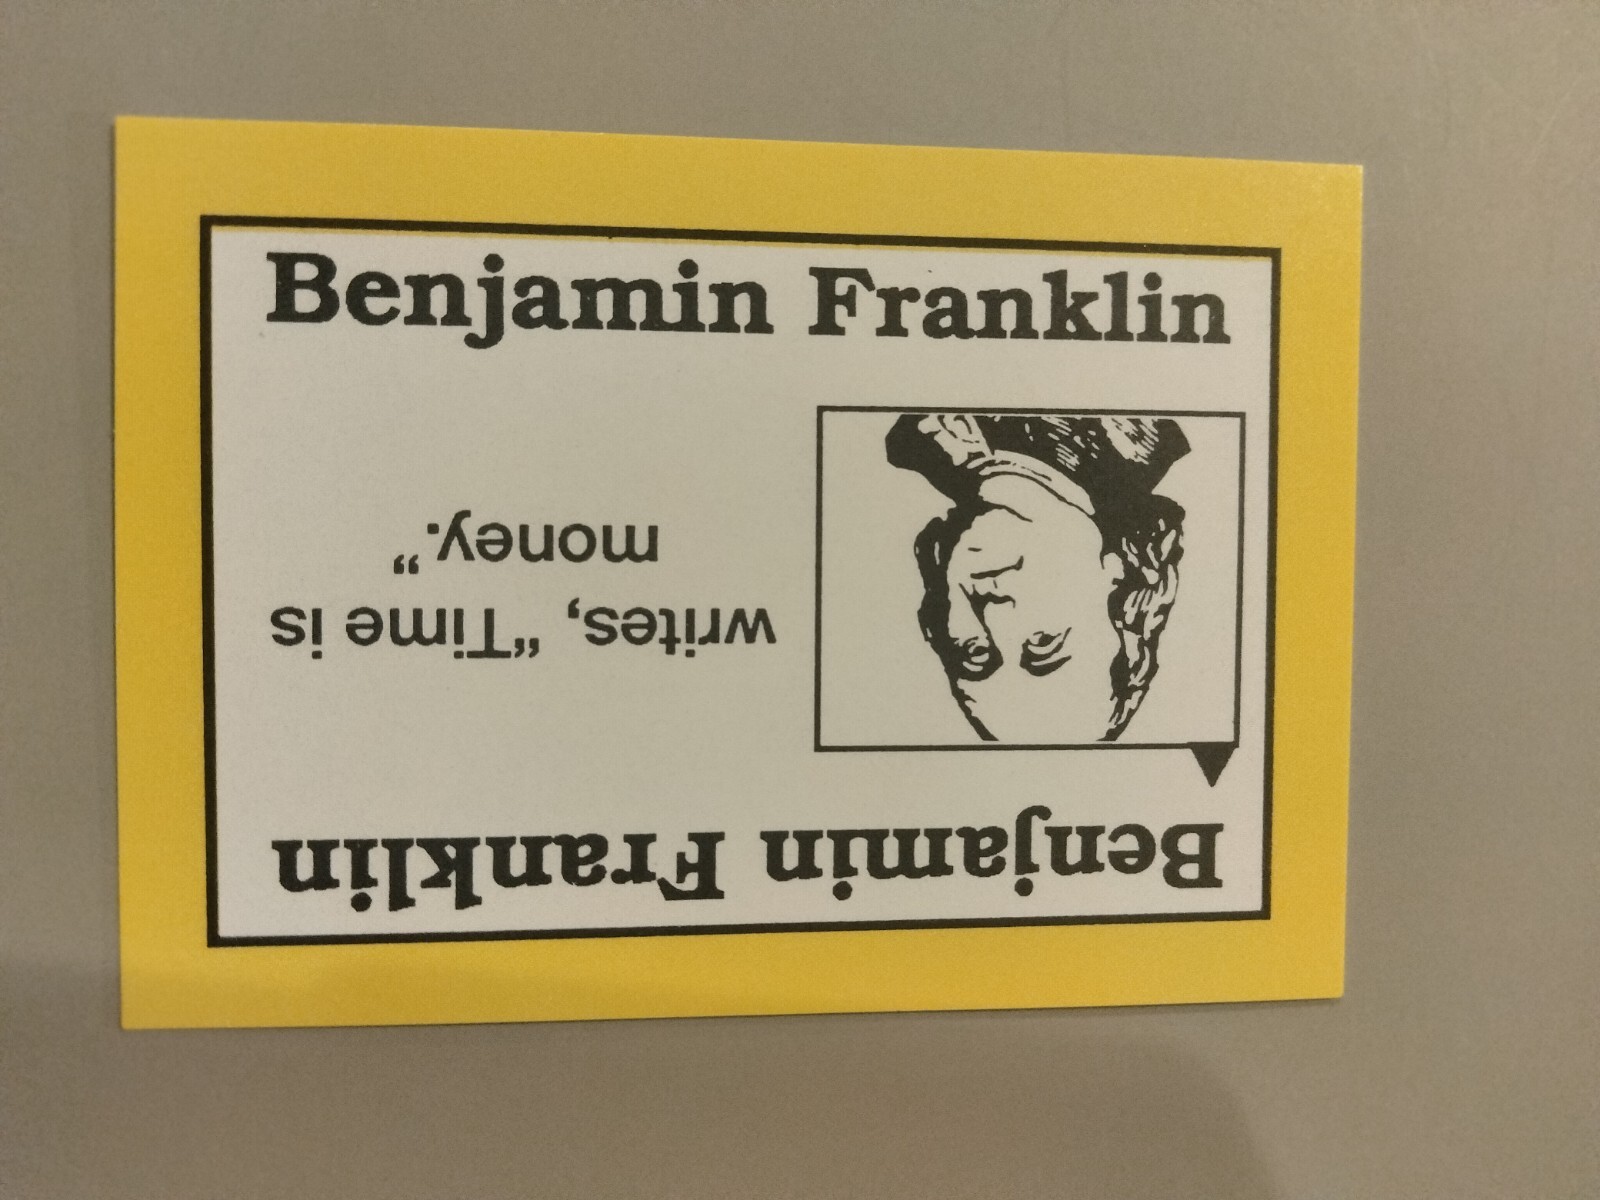 Benjamin Franklin
Benjamin Franklin
writes, “Time is
money.”